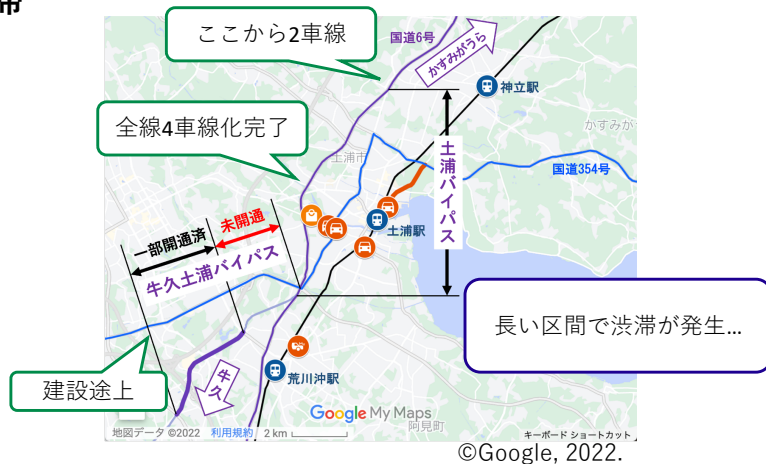 市
ここから2車線
国道6号
かすみがうら
神立駅
かすみが
全線4車線化完了
土浦市
土浦バイパス
国道354号
土浦駅
一部開通済
未開通
牛久土浦バイパス
長い区間で渋滞が発生...
建設途上
牛久
荒川沖駅
Google My Maps
阿見町
地図データ ©2022 利用規約 2 km
キーボード ショートカット
©Google, 2022.